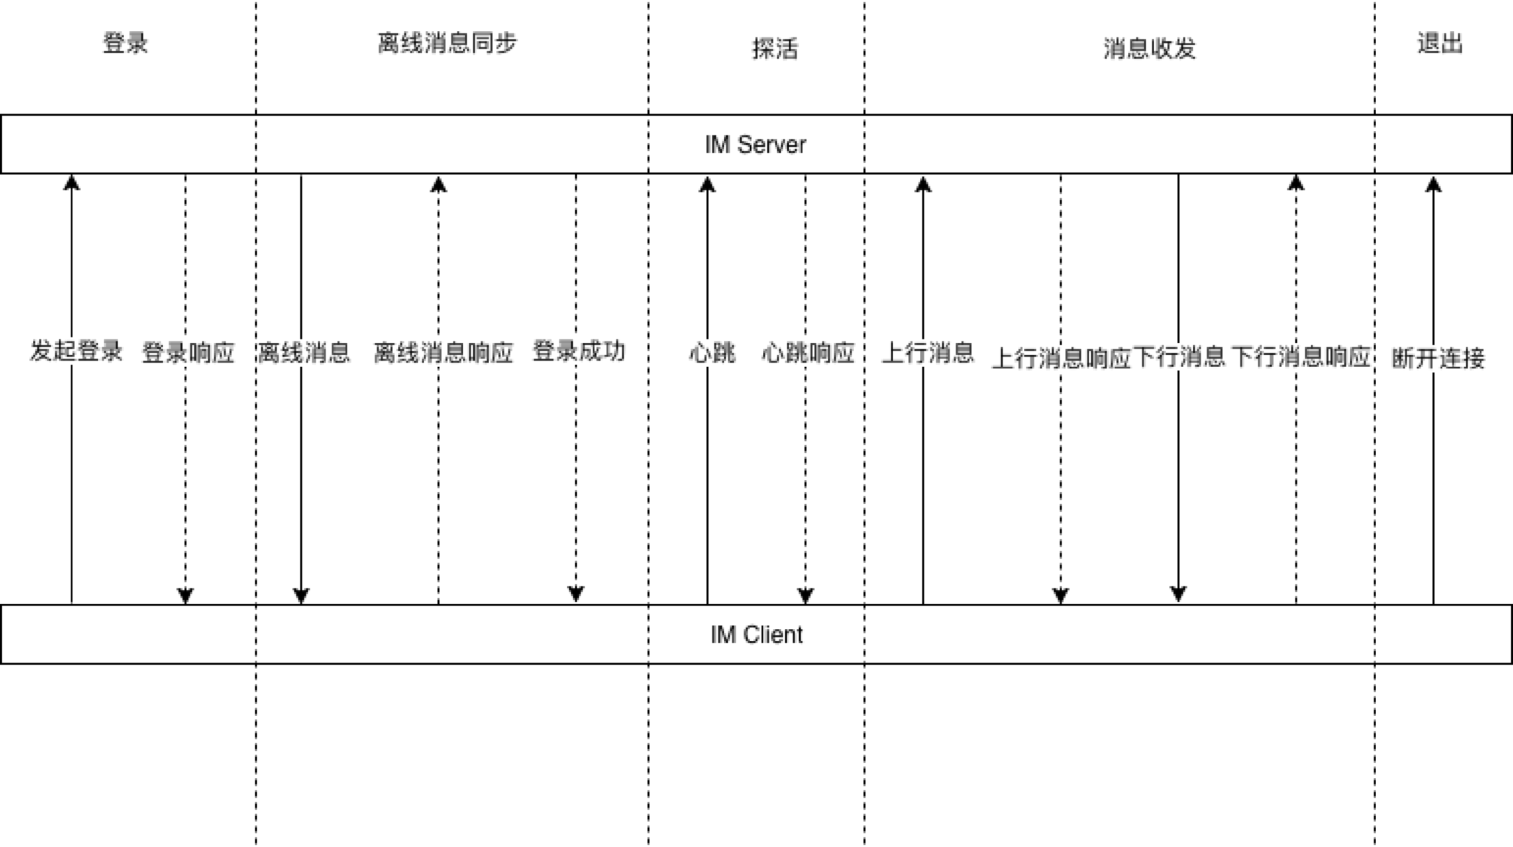 登录
离线消息同步
探活
消息收发
退出
IM Server
发起登录
登录响应
离线消息
离线消息响应
登录成功
心跳
心跳响应
上行消息
上行消息响应
下行消息
下行消息响应
断开连接
IM Client